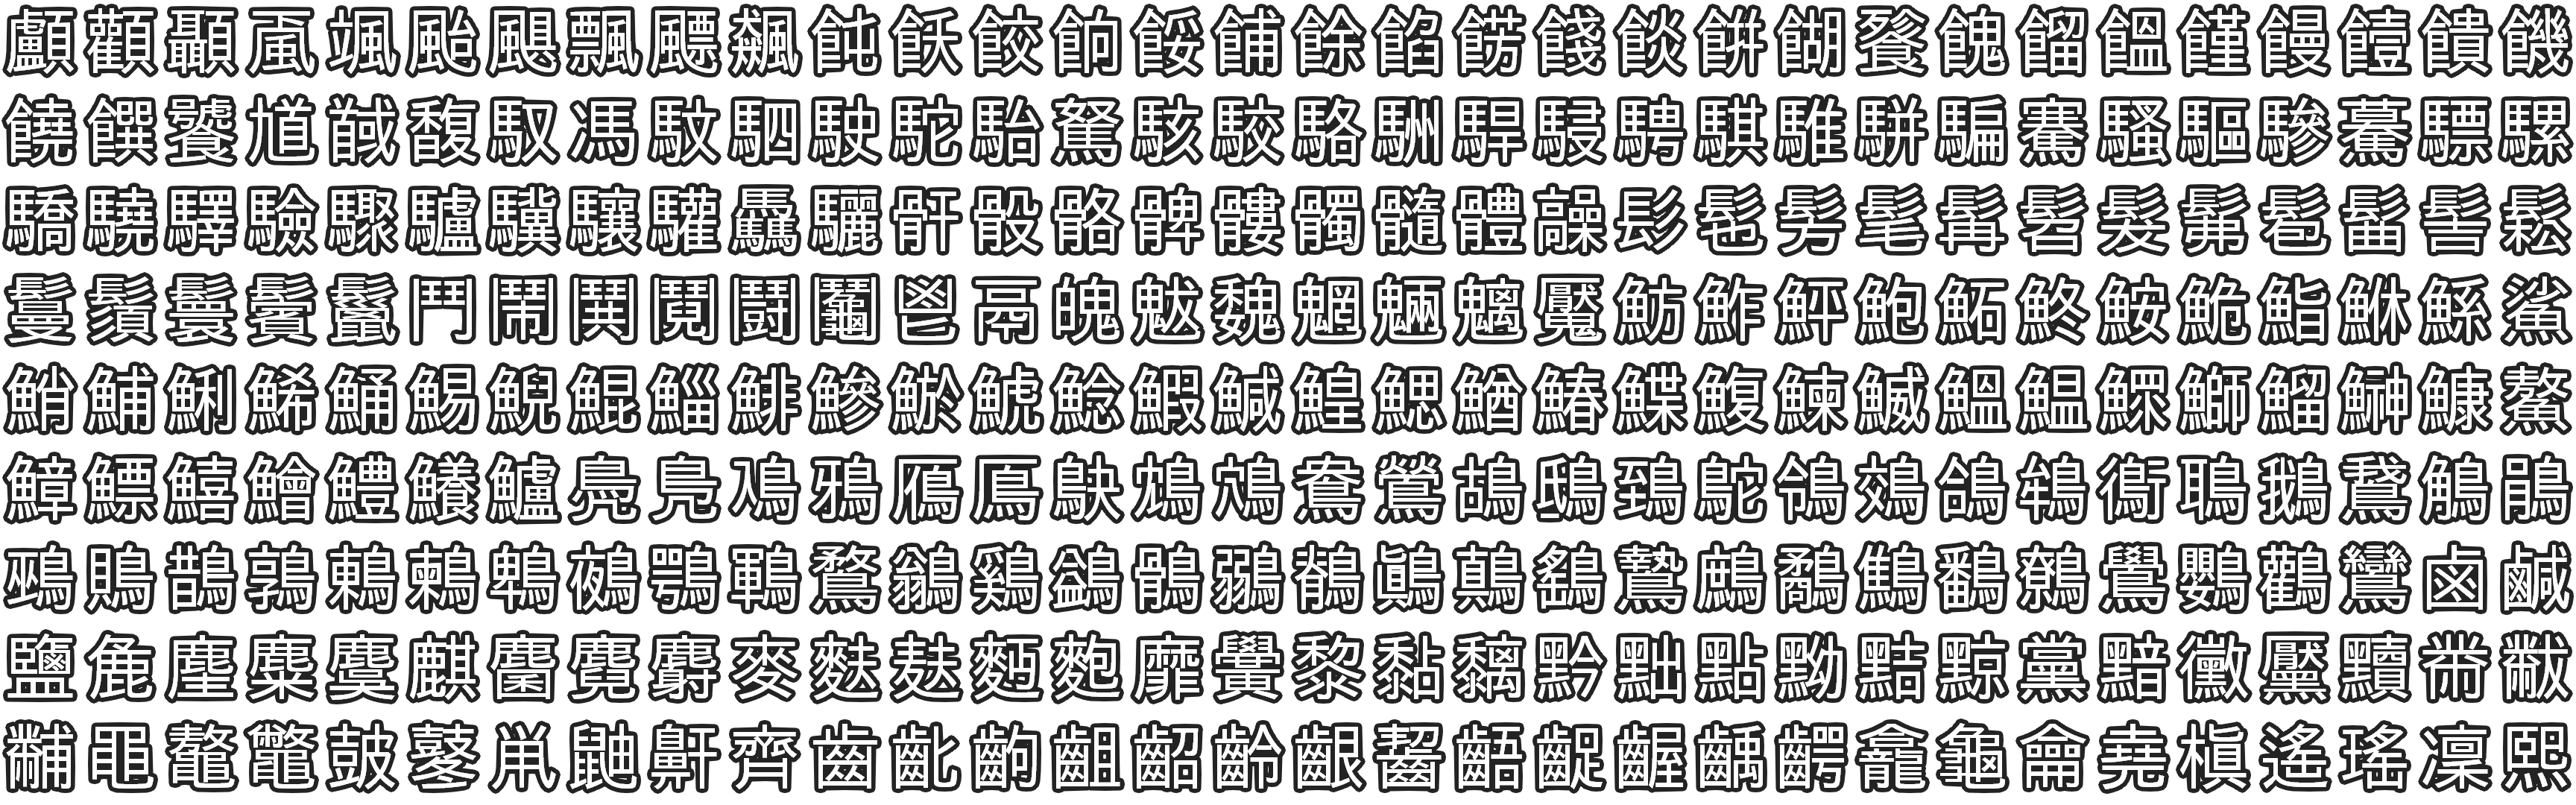 顱顴顳颪颯颱颶飄飃飆飩飫餃餉餒餔餘餡餝餞餤餠餬餮餽餾饂饉饅饐饋饑
饒饌饕馗馘馥馭馮馼駟駛駝駘駑駭駮駱駲駻駸騁騏騅駢騙騫騷驅驂驀驃騾
驕驍驛驗驟驢驥驤驩驫驪骭骰骼髀髏髑髓體髞髟髢髣髦髯髫髮髴髱髷髻鬆
鬘鬚鬟鬢鬣鬥鬧鬨鬩鬪鬮鬯鬲魄魃魏魍魎魑魘魴鮓鮃鮑鮖鮗鮟鮠鮨鮴鯀鯊
鮹鯆鯏鯑鯒鯣鯢鯤鯔鯡鰺鯲鯱鯰鰕鰔鰉鰓鰌鰆鰈鰒鰊鰄鰮鰛鰥鰤鰡鰰鱇鰲
鱆鰾鱚鱠鱧鱶鱸鳧鳬鳰鴉鴈鳫鴃鴆鴪鴦鶯鴣鴟鵄鴕鴒鵁鴿鴾鵆鵈鵝鵞鵤鵑
鵐鵙鵲鶉鶇鶫鵯鵺鶚鶤鶩鶲鷄鷁鶻鶸鶺鷆鷏鷂鷙鷓鷸鷦鷭鷯鷽鸚鸛鸞鹵鹹
鹽麁麈麋麌麒麕麑麝麥麩麸麪麭靡黌黎黏黐黔黜點黝黠黥黨黯黴黶黷黹黻
黼黽鼇鼈皷鼕鼡鼬鼾齊齒齔齣齟齠齡齦齧齬齪齷齲齶龕龜龠堯槇遙瑤凜熙